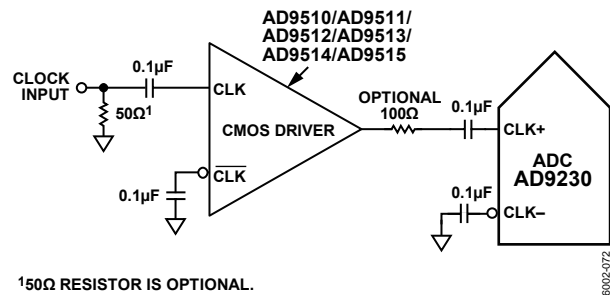 AD9510/AD9511/
AD9512/AD9513/
AD9514/AD9515
CLOCK
INPUT
0.1µF
50Ω¹
CLK
CMOS DRIVER
CLK
0.1µF
OPTIONAL
100Ω
0.1µF
CLK+
ADC
AD9230
0.1µF
CLK–
¹50Ω RESISTOR IS OPTIONAL.
6002-072